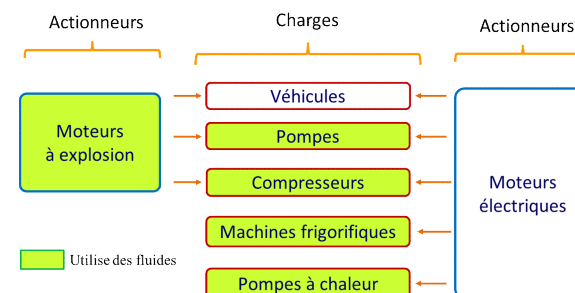 Actionneurs
Charges
Actionneurs
Véhicules
Moteurs
à explosion
Pompes
Compresseurs
Moteurs
électriques
Machines frigorifiques
Utilise des fluides
Pompes à chaleur